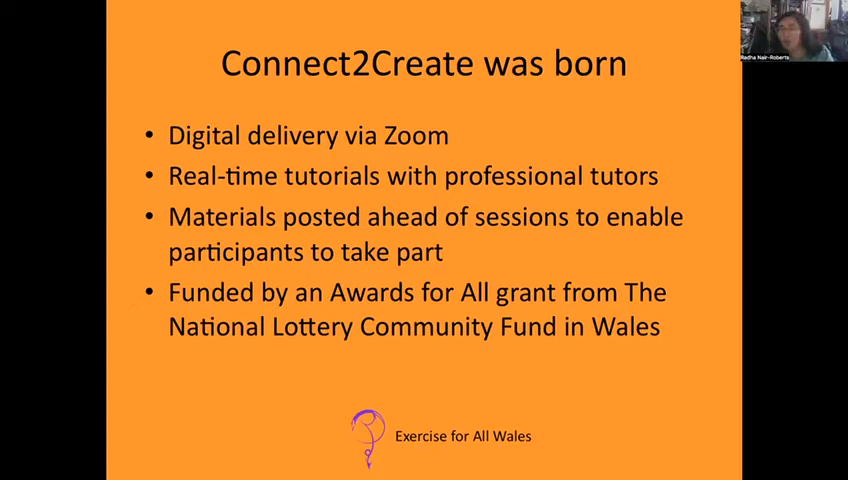 Connect2Create was born
Radha Nair-Roberts
• Digital delivery via Zoom
• Real-time tutorials with professional tutors
• Materials posted ahead of sessions to enable
participants to take part
• Funded by an Awards for All grant from The
National Lottery Community Fund in Wales
Exercise for All Wales